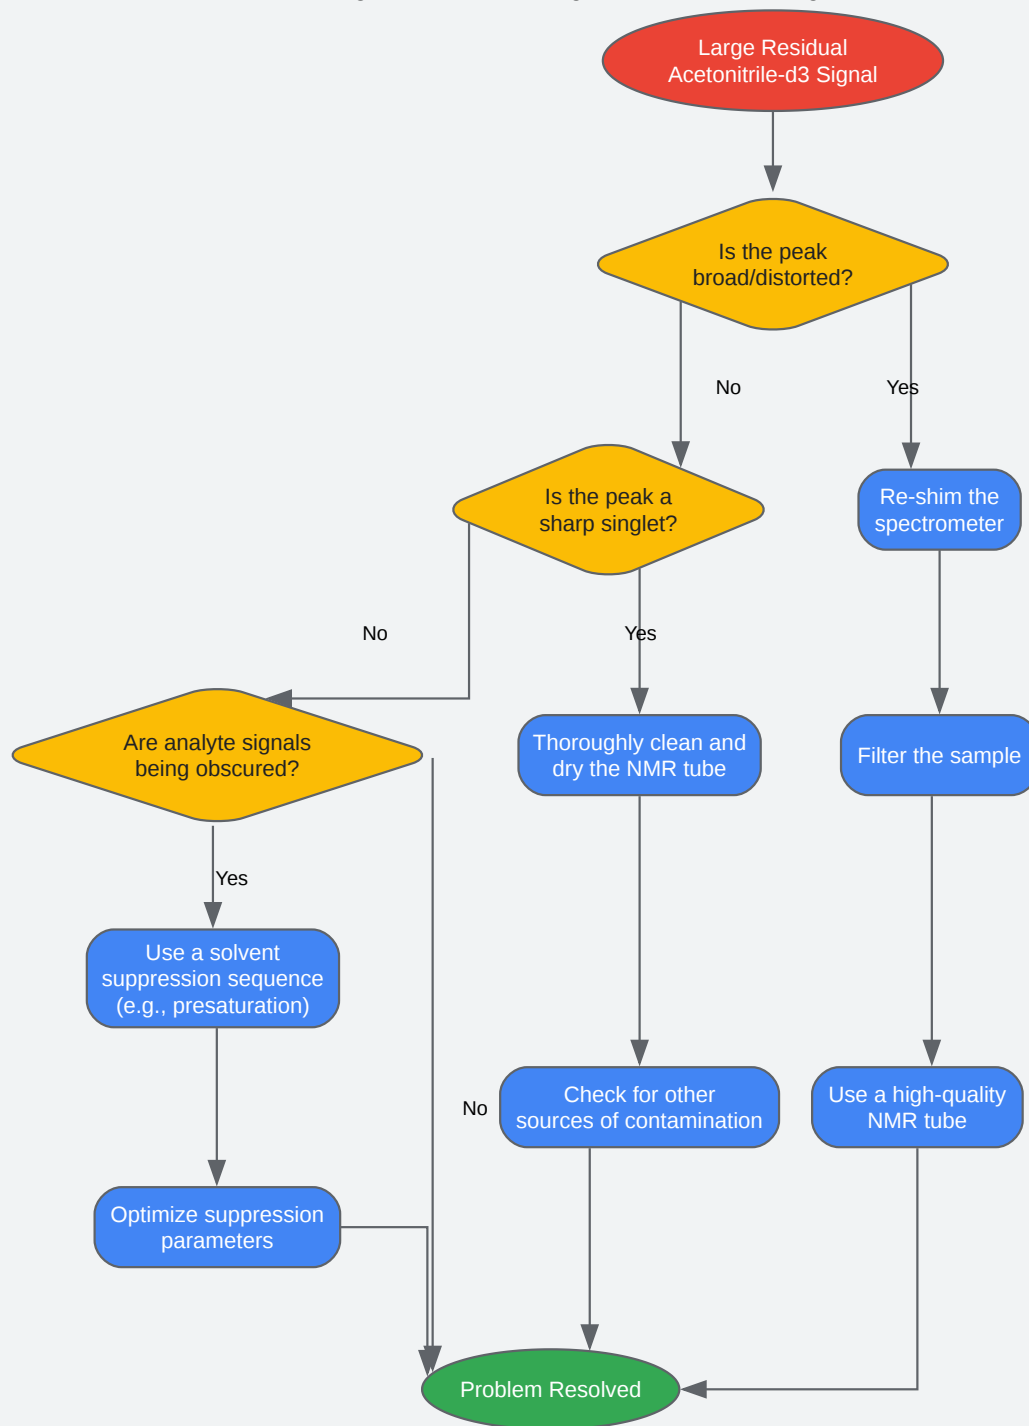 Large Residual
Acetonitrile-d3 Signal
Is the peak
broad/distorted?
No
Yes
Is the peak a
sharp singlet?
Re-shim the
spectrometer
No
Yes
Are analyte signals
being obscured?
Thoroughly clean and
dry the NMR tube
Filter the sample
Yes
Use a solvent
suppression sequence
(e.g., presaturation)
No
Check for other
sources of contamination
Use a high-quality
NMR tube
Optimize suppression
parameters
Problem Resolved